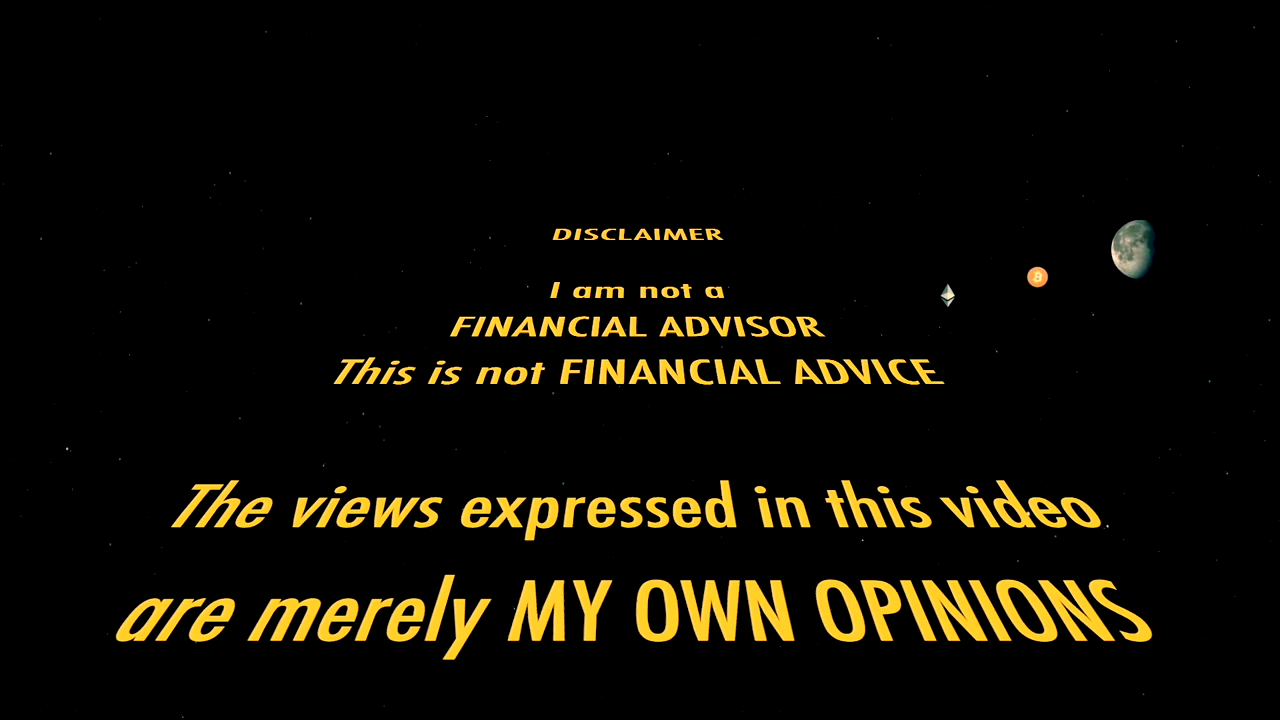 DISCLAIMER
I am not a
FINANCIAL ADVISOR
This is not FINANCIAL ADVICE
The views expressed in this video
are merely MY OWN OPINIONS